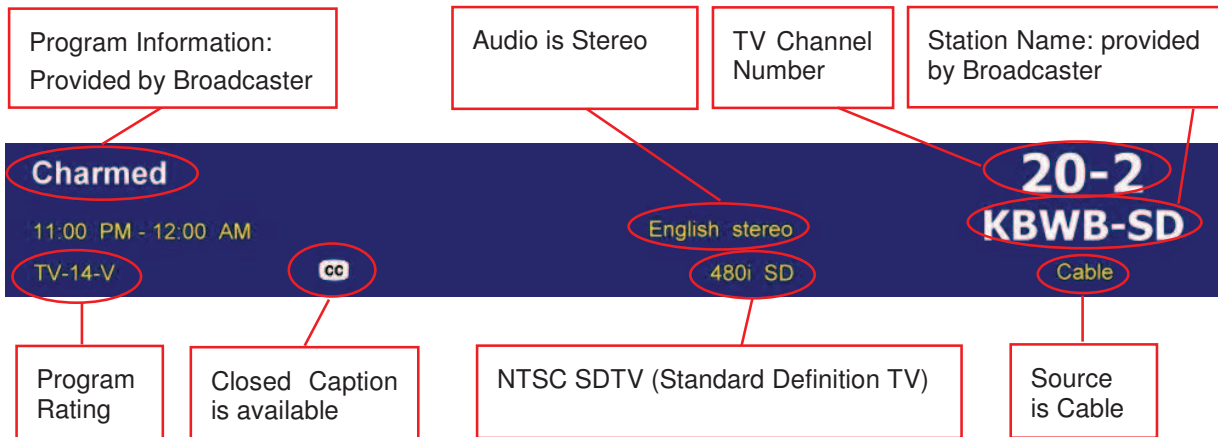 Program Information:
Provided by Broadcaster
Audio is Stereo
TV Channel
Number
Station Name: provided
by Broadcaster
Charmed
20-2
11:00 PM - 12:00 AM
English stereo
KBWB-SD
TV-14-V
cc
480i SD
Cable
Program
Rating
Closed Caption
is available
NTSC SDTV (Standard Definition TV)
Source
is Cable